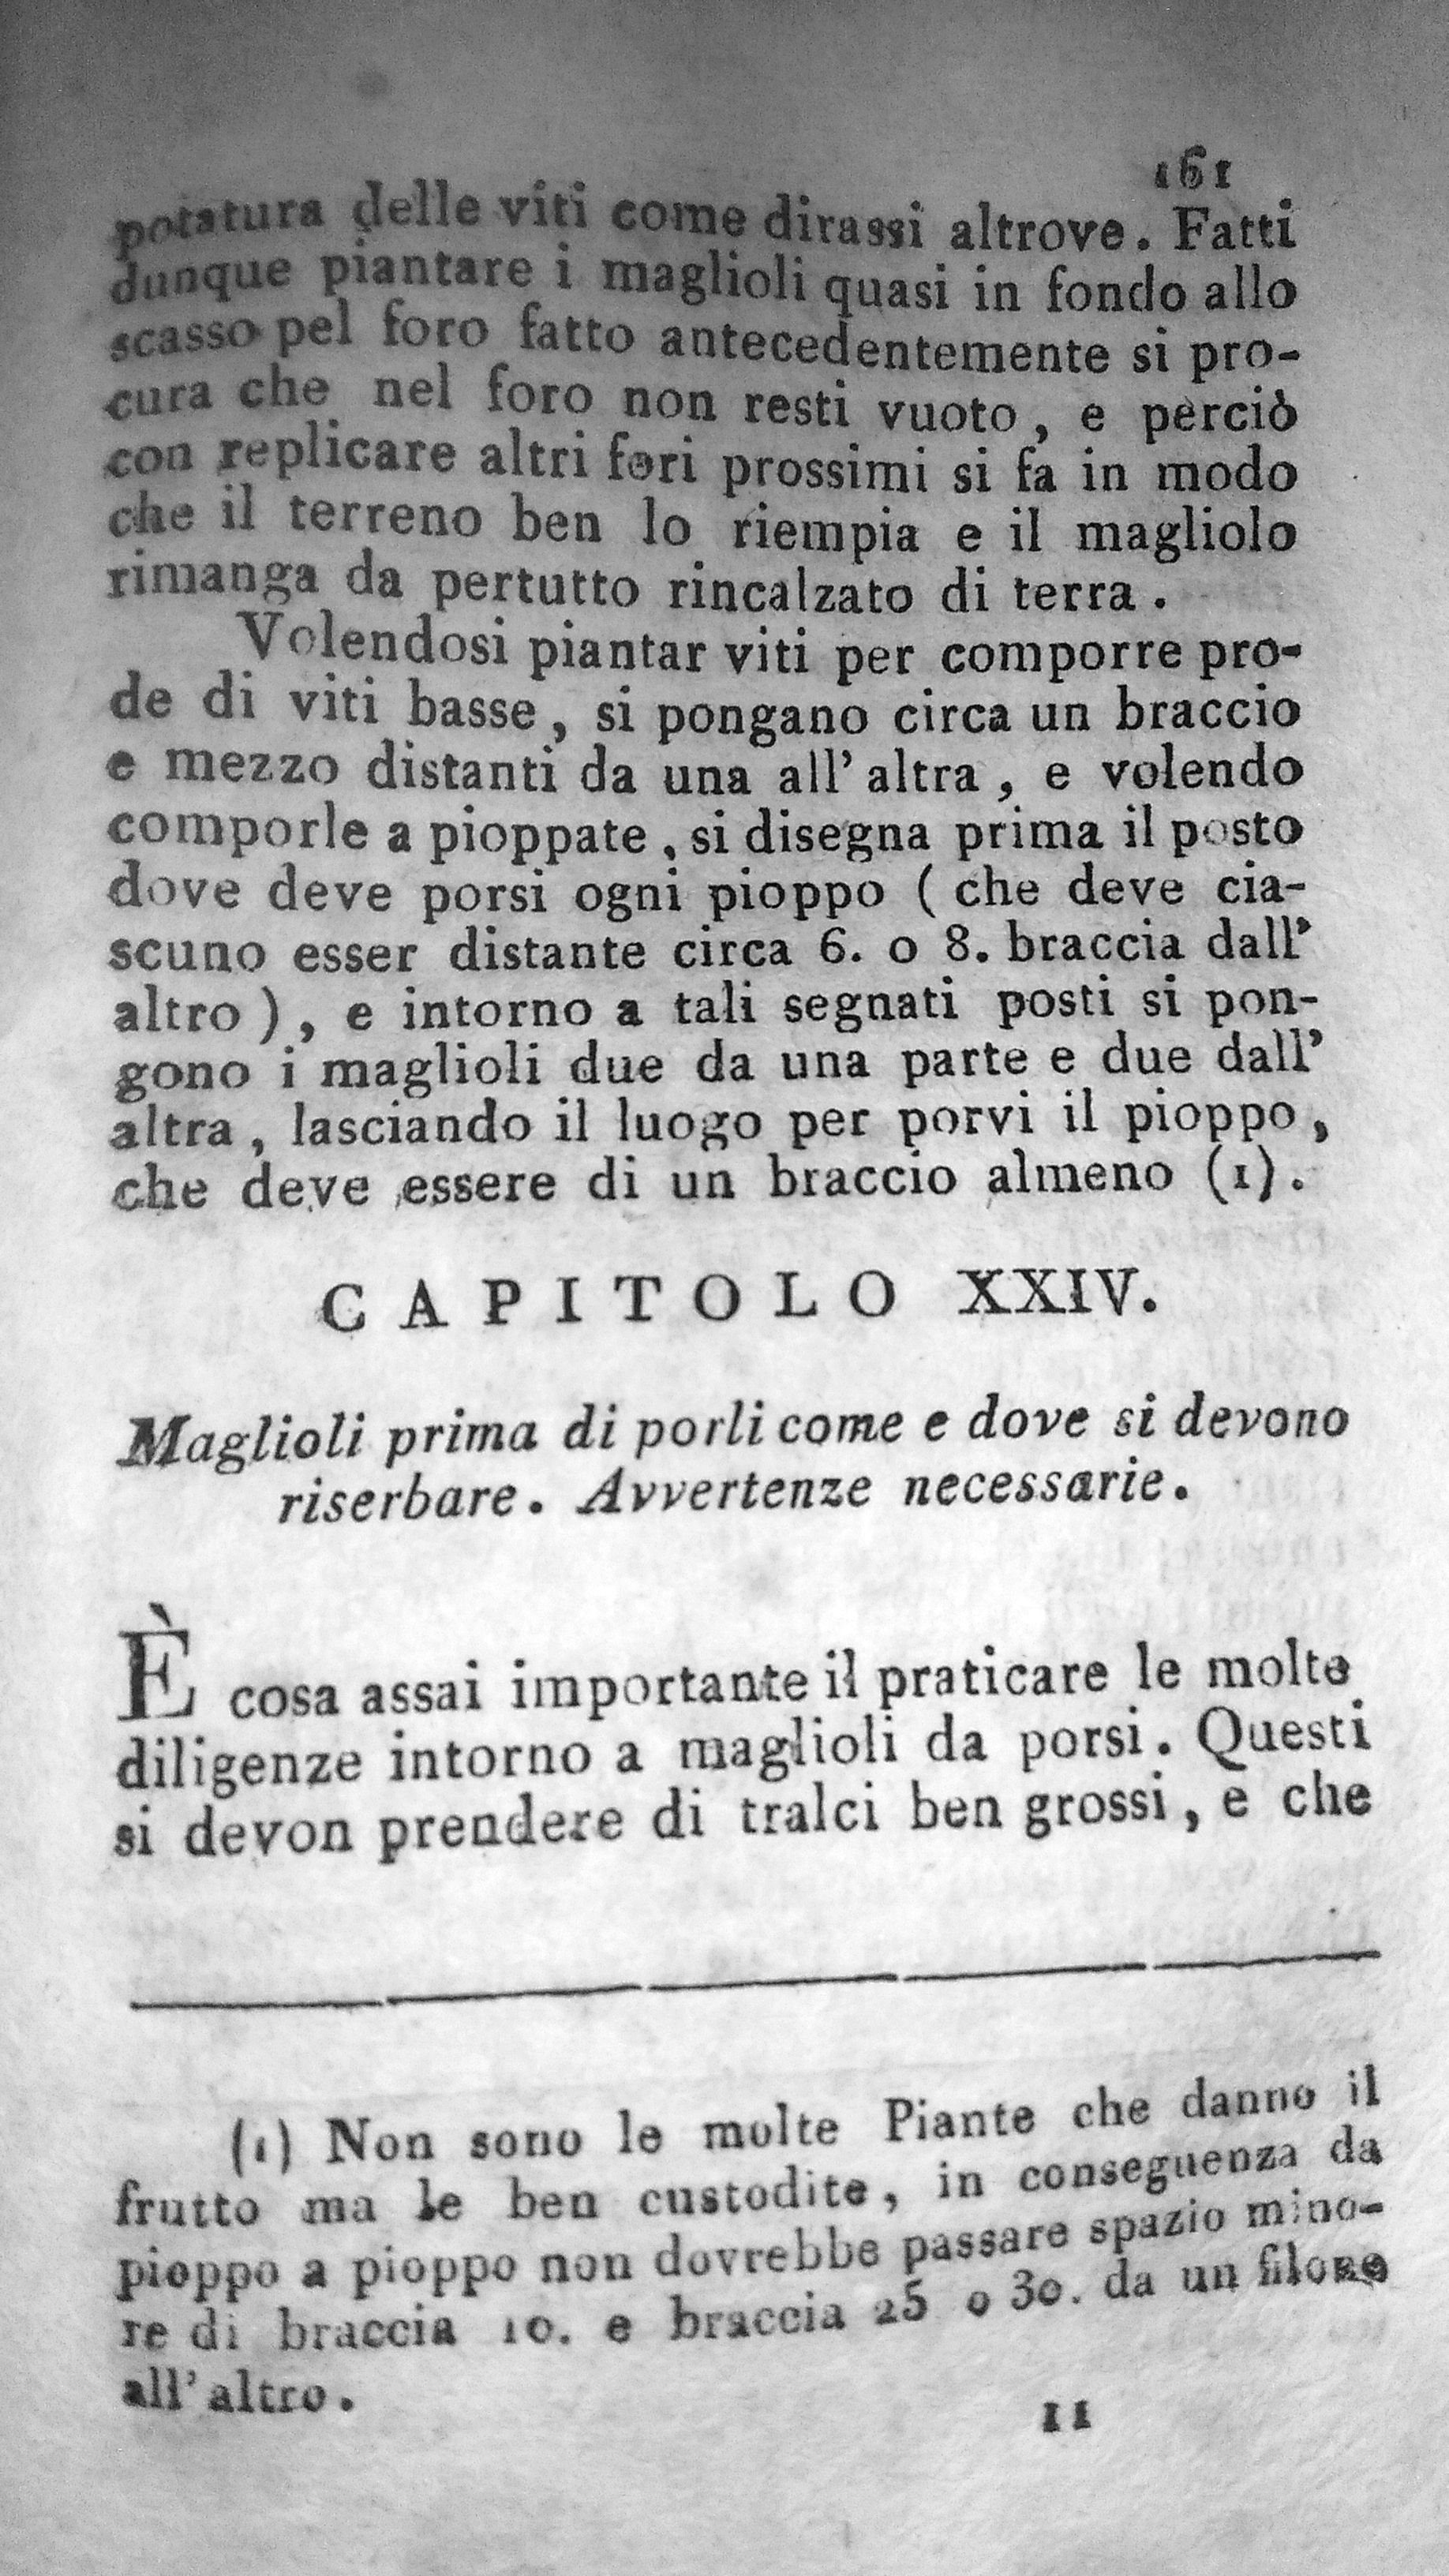 161
potatura delle viti come dirassi altrove. Fatti
dunque piantare i maglioli quasi in fondo allo
scasso pel foro fatto antecedentemente si pro-
cura che nel foro non resti vuoto, e perciò
con replicare altri fori prossimi si fa in modo
che il terreno ben lo riempia e il magliolo
rimanga da pertutto rincalzato di terra.
Volendosi piantar viti per comporre pro-
de di viti basse, si pongano circa un braccio
e mezzo distanti da una all' altra, e volendo
comporle a pioppate, si disegna prima il posto
dove deve porsi ogni pioppo ( che deve cia-
scuno esser distante circa 6. o 8. braccia dall'
altro ), e intorno a tali segnati posti si pon-
gono i maglioli due da una parte e due dall'
altra, lasciando il luogo per porvi il pioppo,
che deve essere di un braccio almeno (1).
CAPITOLO XXIV.
Maglioli prima di porli come e dove si devono
riserbare. Avvertenze necessarie.
È cosa assai importante il praticare le molte
diligenze intorno a maglioli da porsi. Questi
si devon prendere di tralci ben grossi, e che
(1) Non sono le molte Piante che danno il
frutto ma le ben custodite, in conseguenza da
pioppo a pioppo non dovrebbe passare spazio mino-
re di braccia 10. e braccia 25 o 30. da un filone
all' altro.
11